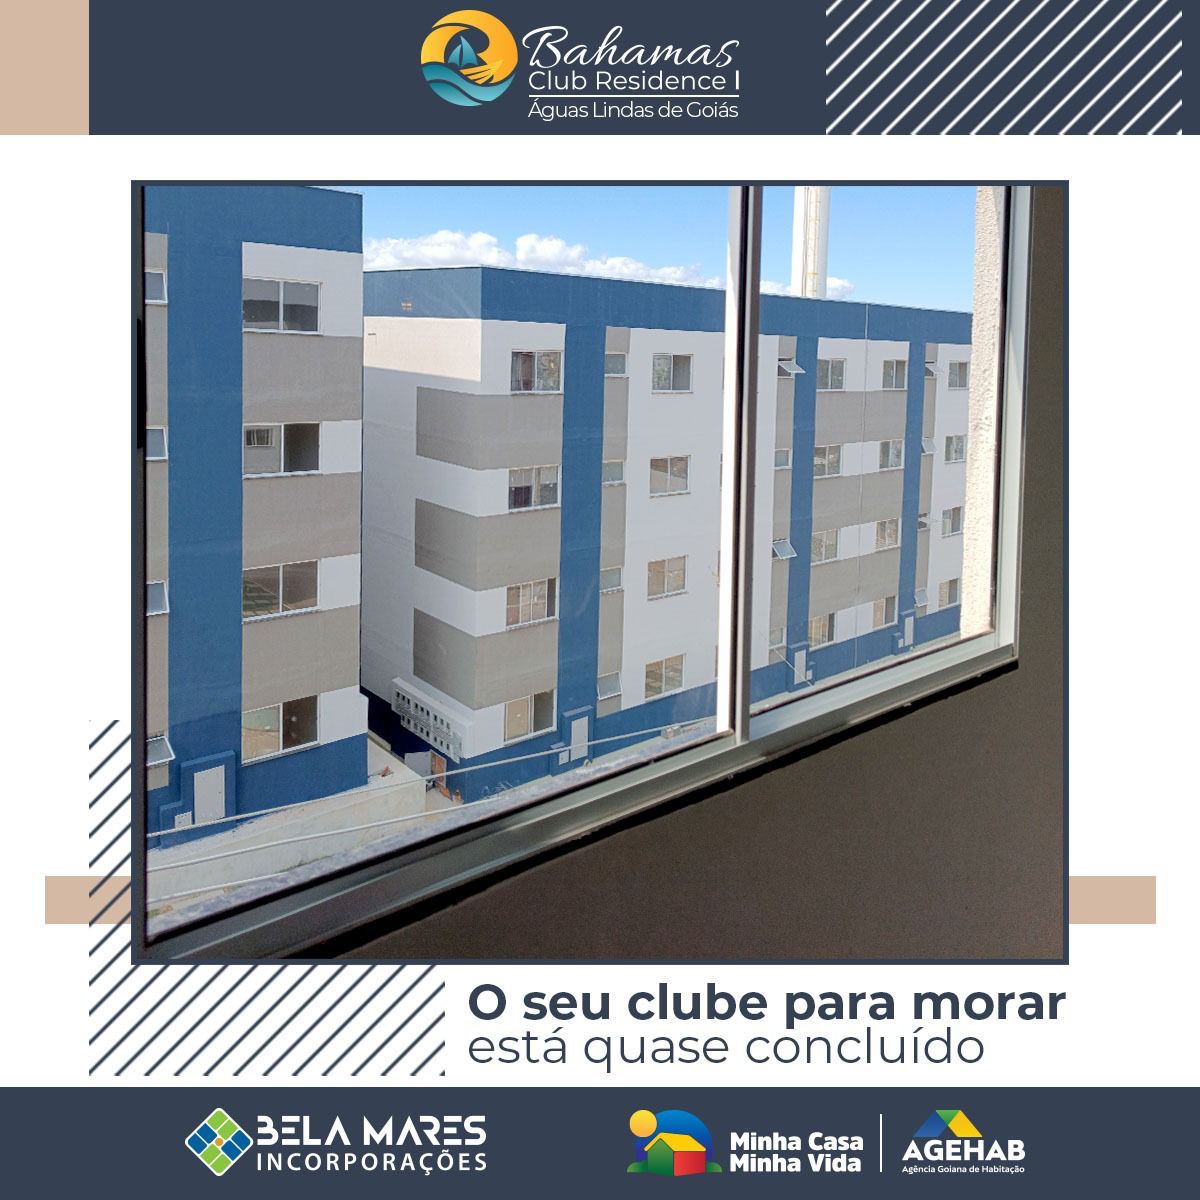 Bahamas
Club Residence I
Águas Lindas de Goiás
O seu clube para morar
está quase concluído
BELA MARES
INCORPORAÇÕES
Minha Casa
Minha Vida
AGEHAB
Agência Goiana de Habitação